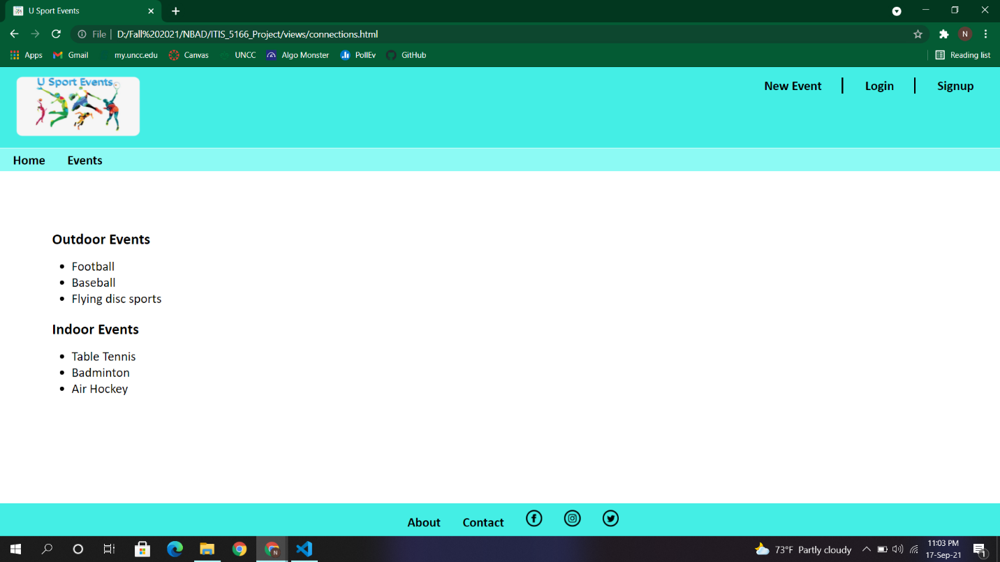 U Sport Events
File D:/Fall%202021/NBAD/ITIS_5166_Project/views/connections.html N
Apps Gmail my.uncc.edu Canvas UNCC Algo Monster PollEv GitHub Reading list
U Sport Events
New Event Login Signup
Home Events
Outdoor Events
Football
Baseball
Flying disc sports
Indoor Events
Table Tennis
Badminton
Air Hockey
About Contact
N
73°F Partly cloudy
11:03 PM
17-Sep-21
1